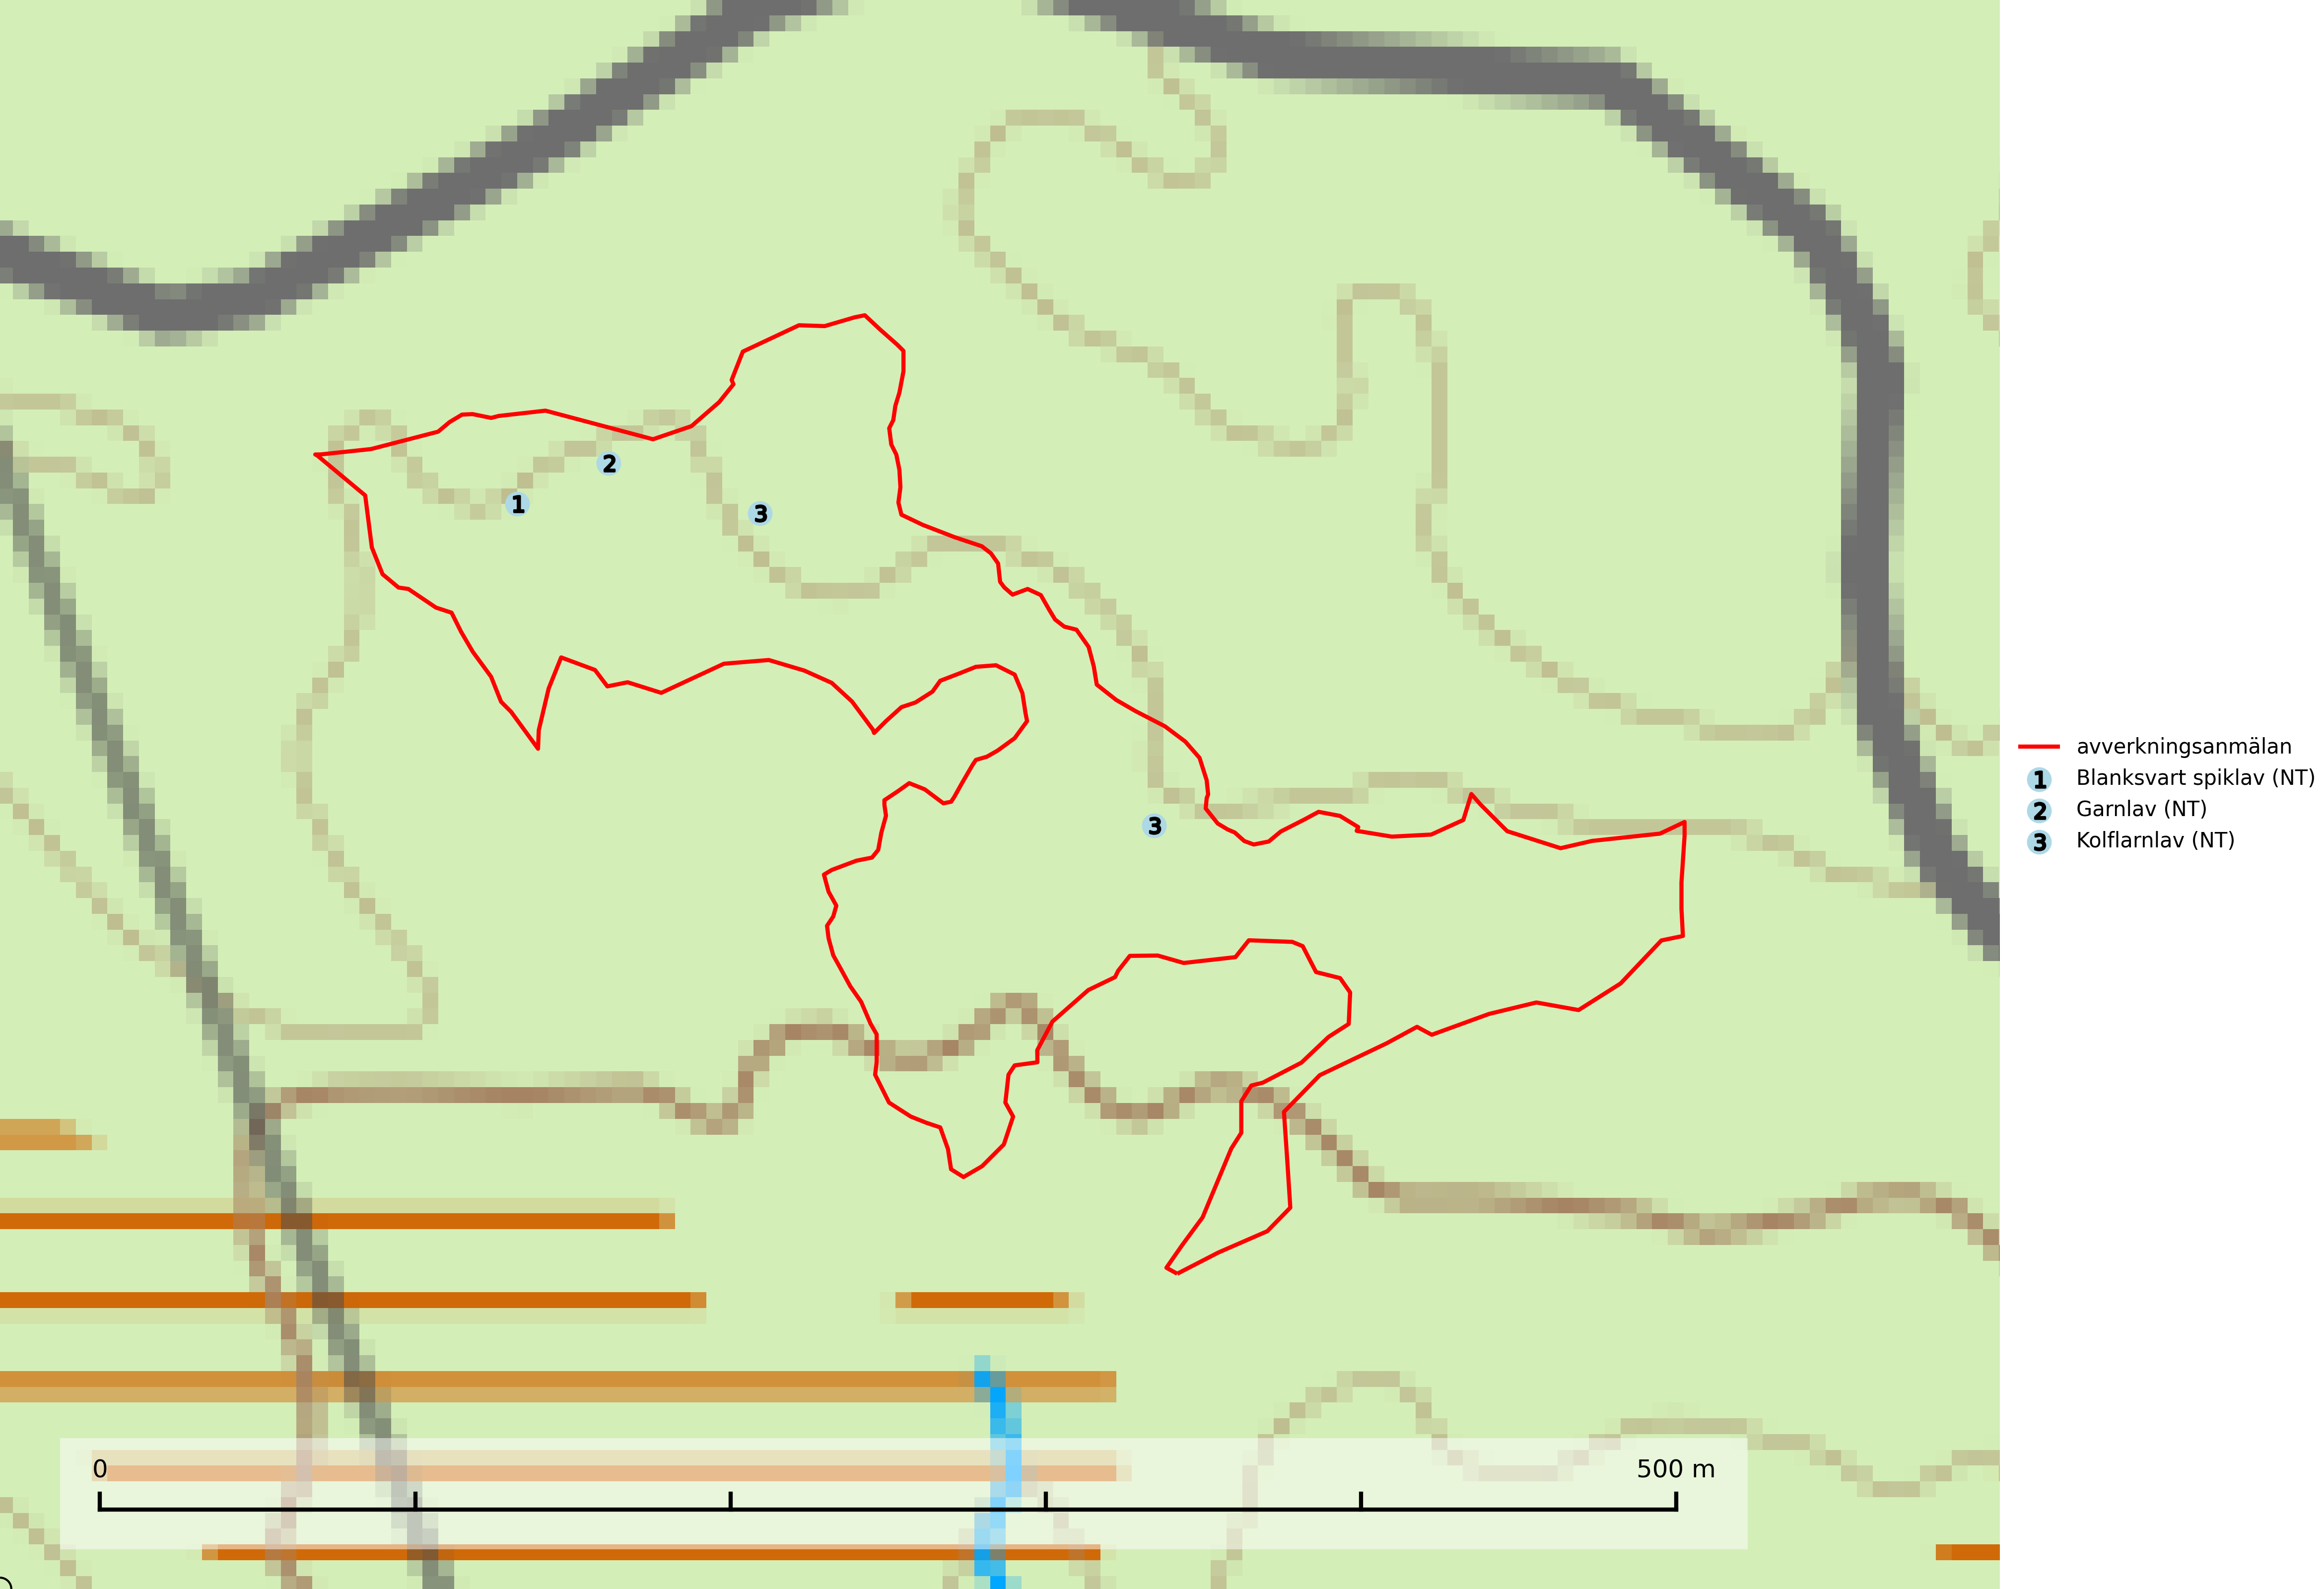 2
1
3
3
avverkningsanmälan
1 Blanksvart spiklav (NT)
2 Garnlav (NT)
3 Kolflarnlav (NT)
0 500 m